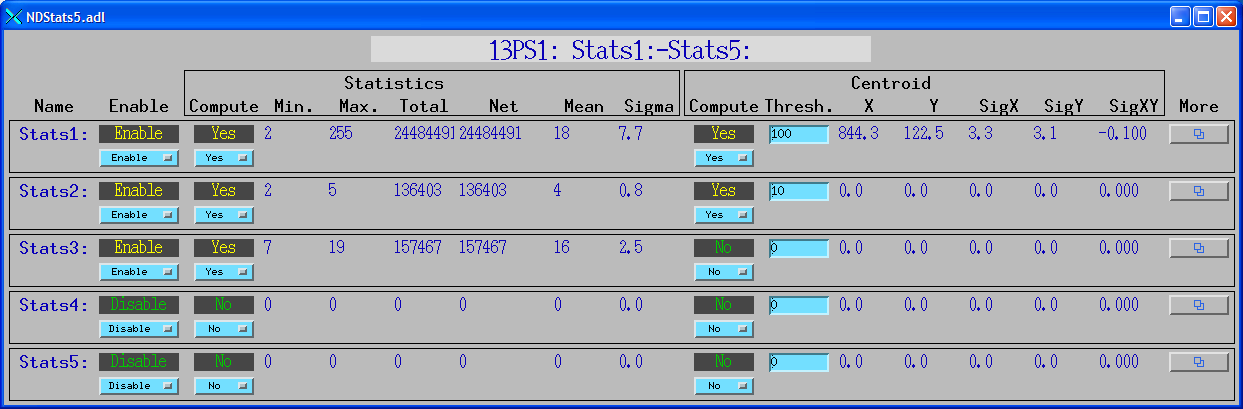 NDStats5.adl
13PS1: Stats1:-Stats5:
Statistics Centroid
Name Enable Compute Min. Max. Total Net Mean Sigma Compute Thresh. X Y SigX SigY SigXY More
Stats1: Enable Yes 2 255 24484491 24484491 18 7.7 Yes 100 844.3 122.5 3.3 3.1 -0.100
Enable Yes Yes
Stats2: Enable Yes 2 5 136403 136403 4 0.8 Yes 10 0.0 0.0 0.0 0.0 0.000
Enable Yes Yes
Stats3: Enable Yes 7 19 157467 157467 16 2.5 No 0 0.0 0.0 0.0 0.0 0.000
Enable Yes No
Stats4: Disable No 0 0 0 0 0 0.0 No 0 0.0 0.0 0.0 0.0 0.000
Disable No No
Stats5: Disable No 0 0 0 0 0 0.0 No 0 0.0 0.0 0.0 0.0 0.000
Disable No No